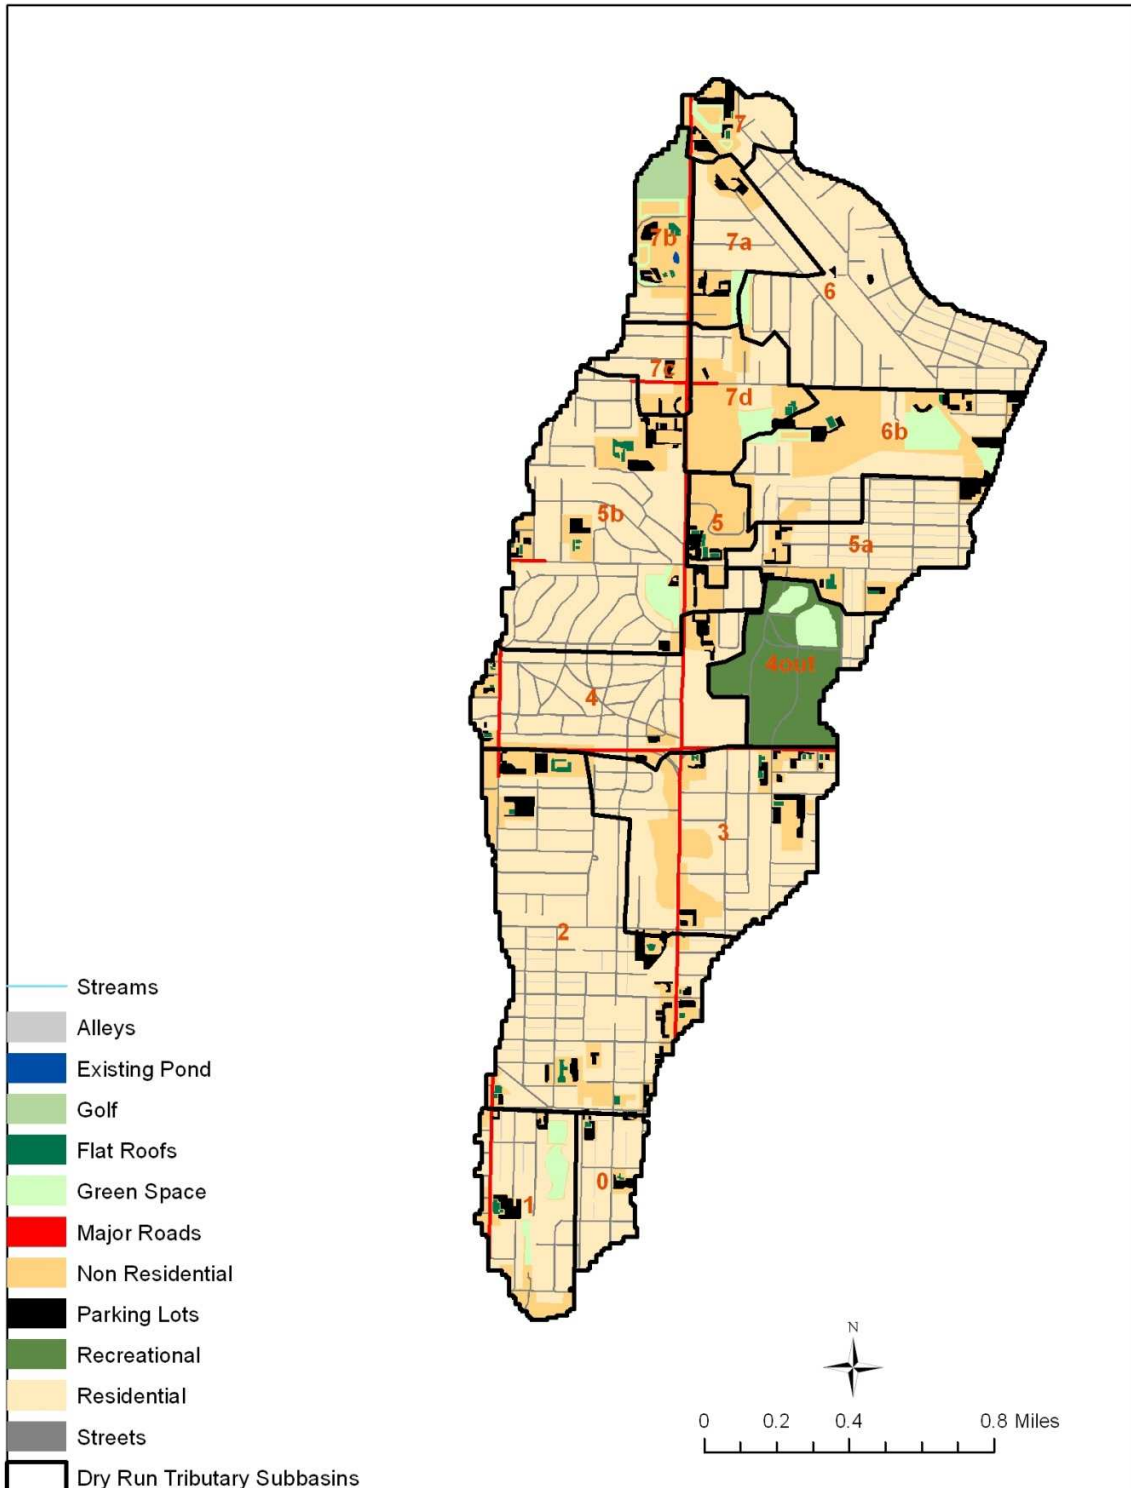 7
7b
7a
6
7c
7d
6b
5b
5
5a
4out
4
3
2
1
0
Streams
Alleys
Existing Pond
Golf
Flat Roofs
Green Space
Major Roads
Non Residential
Parking Lots
Recreational
Residential
Streets
Dry Run Tributary Subbasins
N
0 0.2 0.4 0.8 Miles